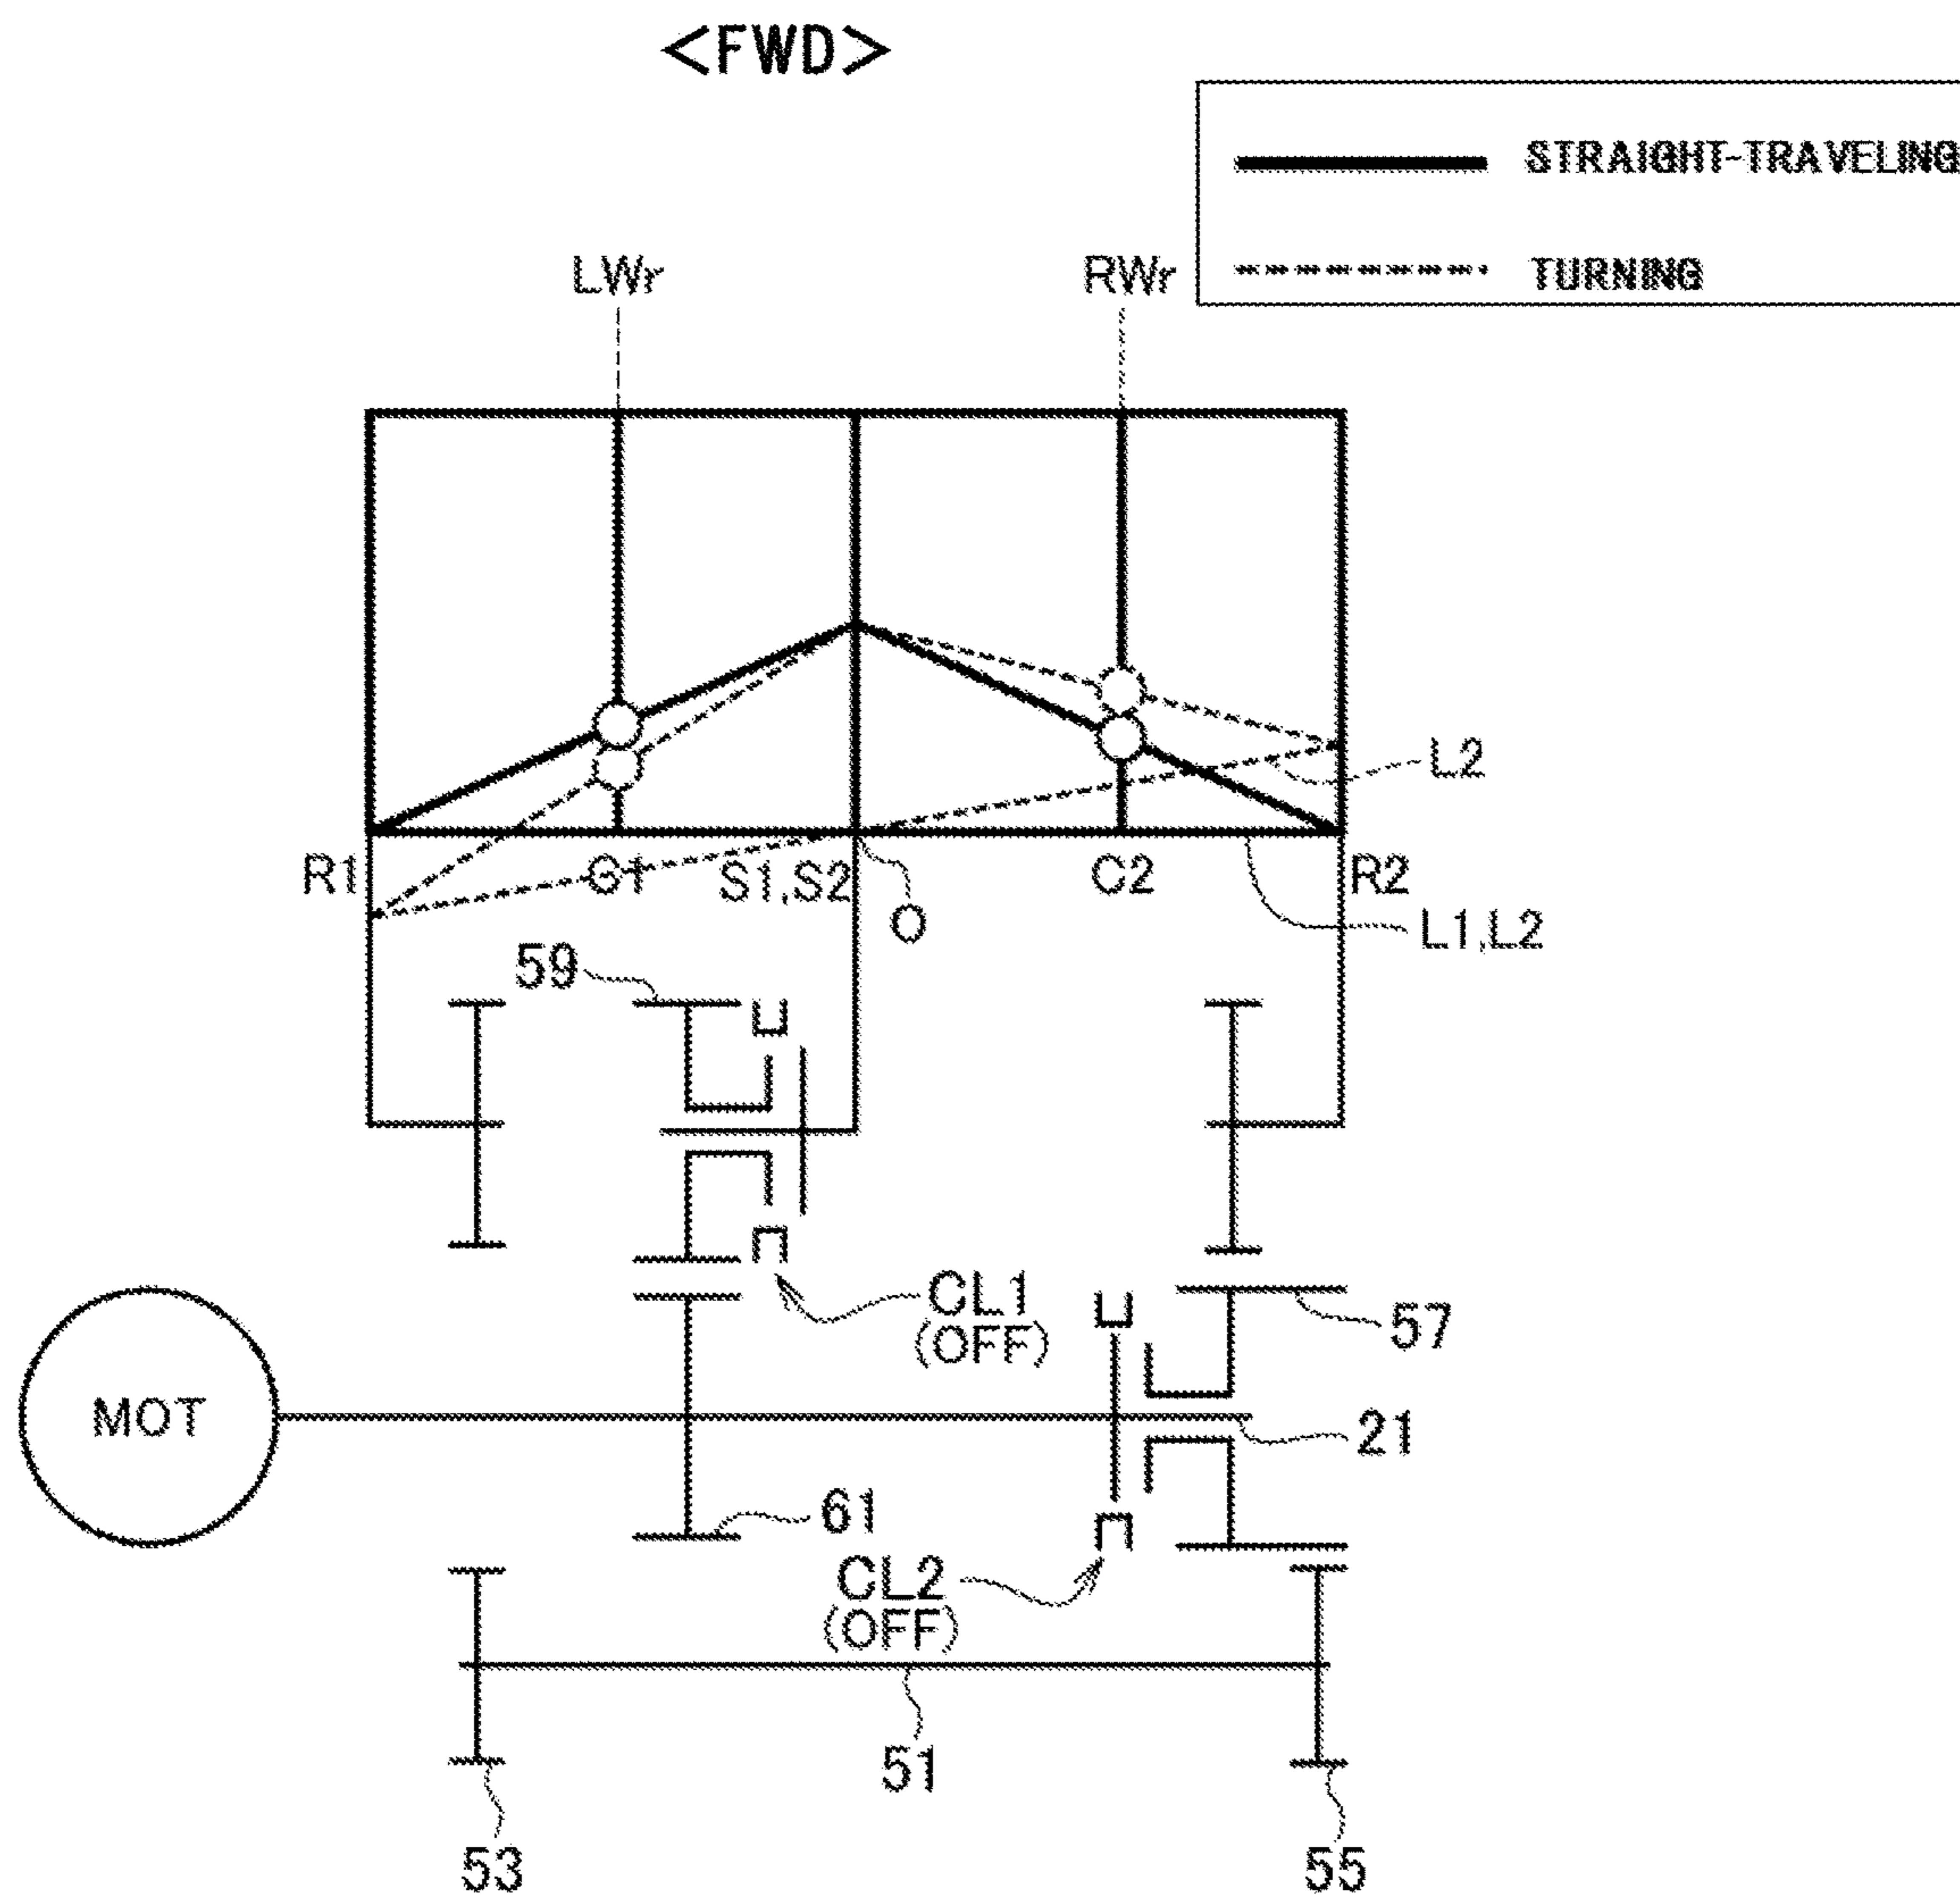 <FWD>
STRAIGHT-TRAVELING
TURNING
LWr
RWr
L2
R1
C1
S1,S2
O
C2
R2
L1,L2
59
CL1
(OFF)
57
MOT
21
61
CL2
(OFF)
51
53
55